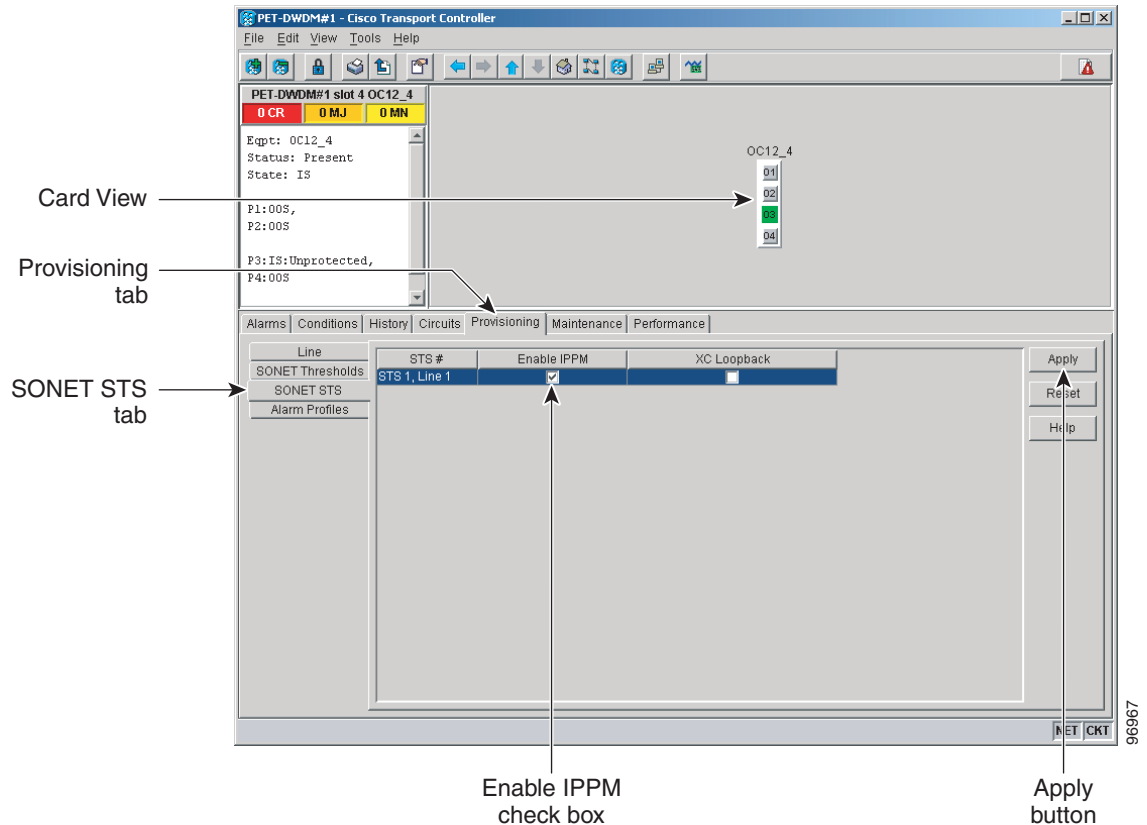 PET-DWDM#1 - Cisco Transport Controller
File Edit View Tools Help
PET-DWDM#1 slot 4 OC12_4
0 CR 0 MJ 0 MN
Eqpt: OC12_4
Status: Present
State: IS
P1:OOS,
P2:OOS
P3:IS:Unprotected,
P4:OOS
OC12_4
01
02
03
04
Card View
Provisioning
tab
Alarms Conditions History Circuits Provisioning Maintenance Performance
Line
SONET Thresholds
SONET STS
Alarm Profiles
SONET STS
tab
STS # Enable IPPM XC Loopback
STS 1, Line 1
Apply
Reset
Help
NET CKT
96967
Enable IPPM
check box
Apply
button